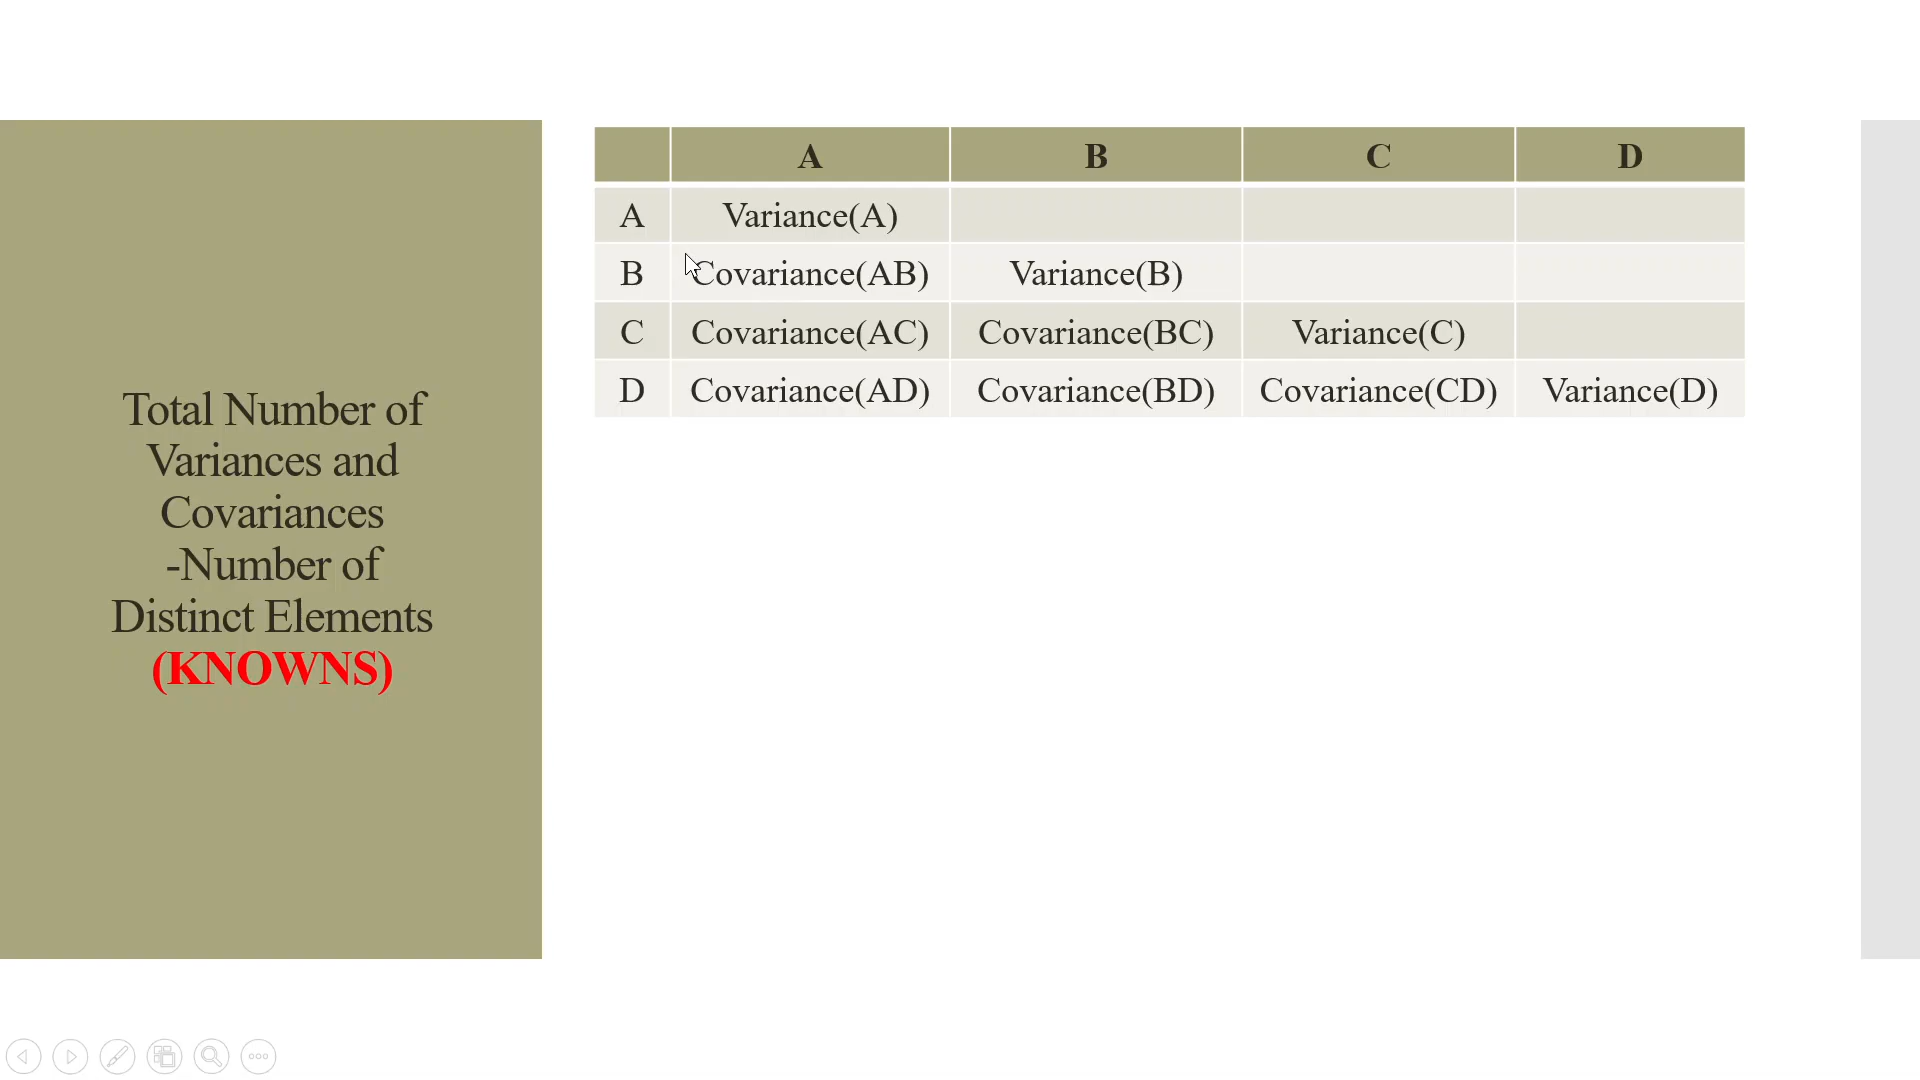 Total Number of
Variances and
Covariances
-Number of
Distinct Elements
(KNOWNS)
A B C D
A Variance(A)
B Covariance(AB) Variance(B)
C Covariance(AC) Covariance(BC) Variance(C)
D Covariance(AD) Covariance(BD) Covariance(CD) Variance(D)